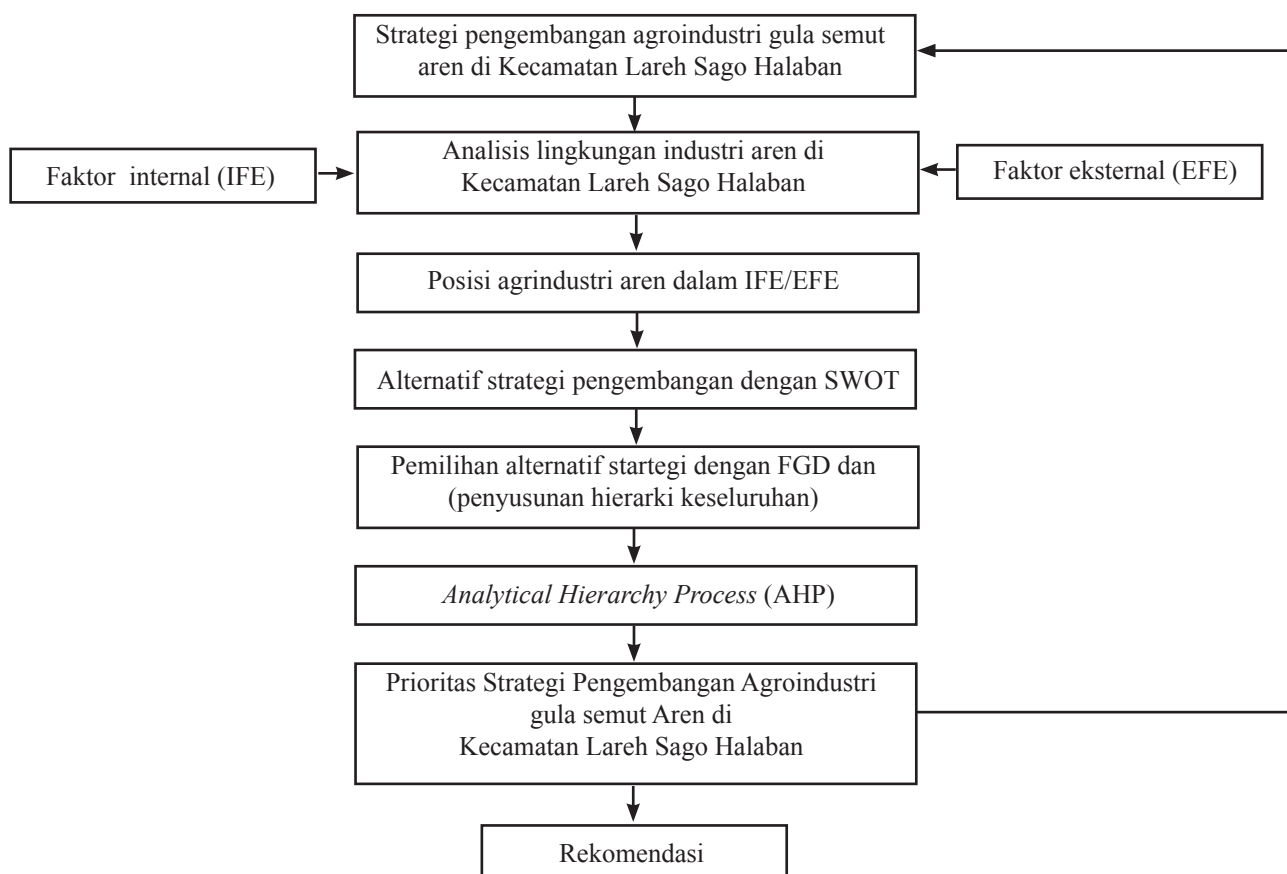 Strategi pengembangan agroindustri gula semut
aren di Kecamatan Lareh Sago Halaban
Faktor internal (IFE)
Analisis lingkungan industri aren di
Kecamatan Lareh Sago Halaban
Faktor eksternal (EFE)
Posisi agrindustri aren dalam IFE/EFE
Alternatif strategi pengembangan dengan SWOT
Pemilihan alternatif startegi dengan FGD dan
(penyusunan hierarki keseluruhan)
Analytical Hierarchy Process (AHP)
Prioritas Strategi Pengembangan Agroindustri
gula semut Aren di
Kecamatan Lareh Sago Halaban
Rekomendasi